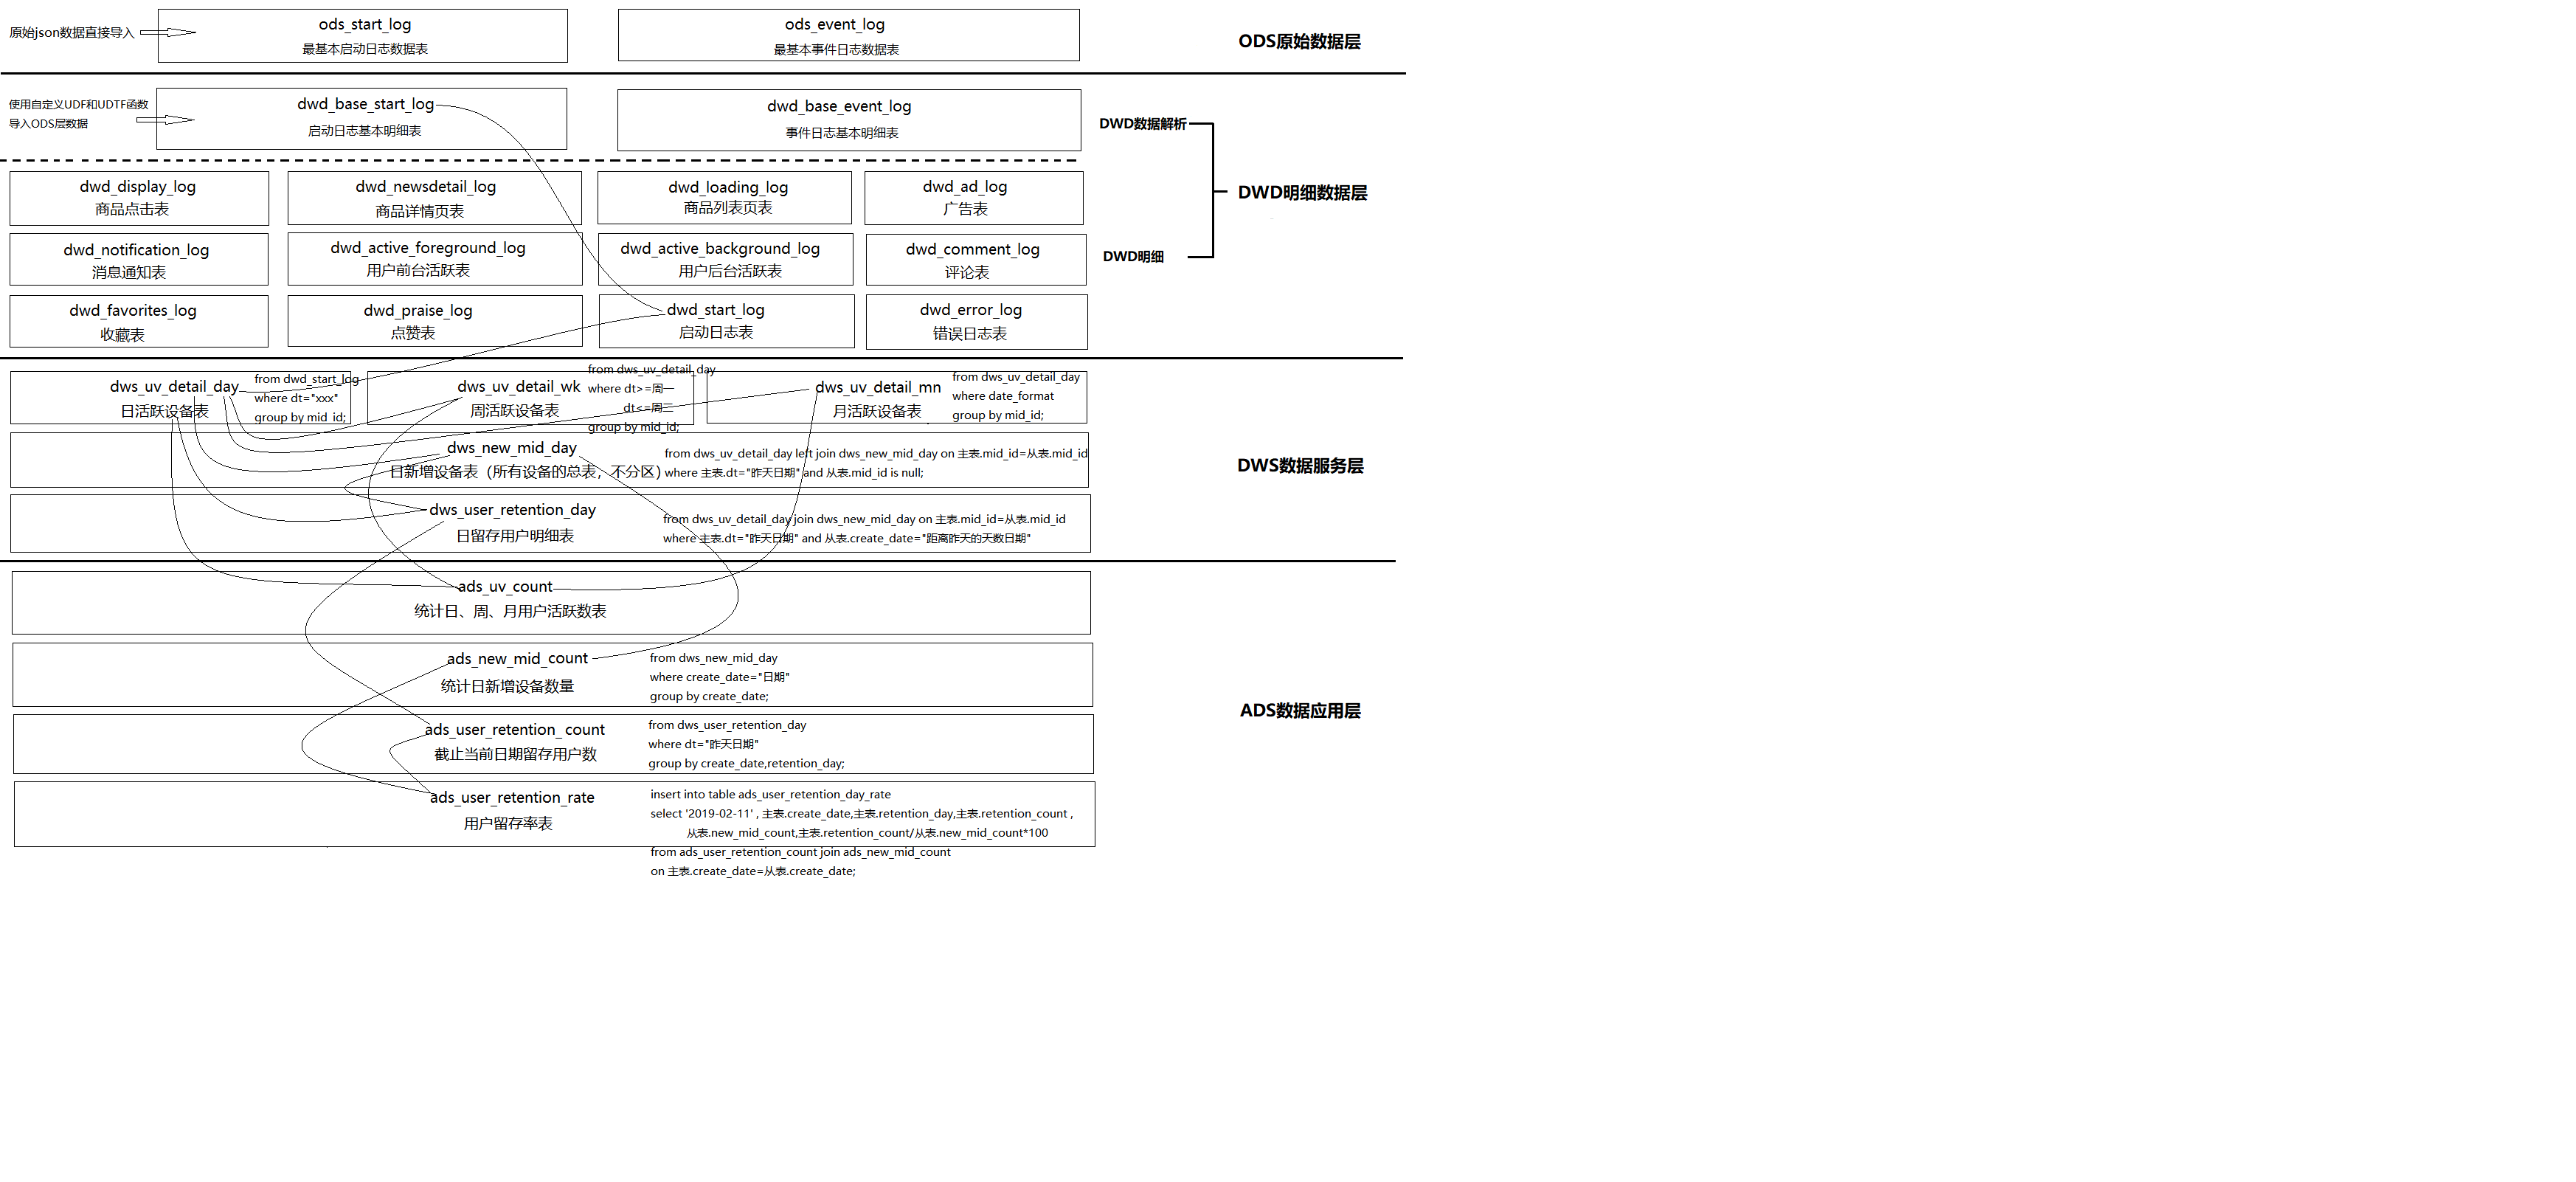 原始json数据直接导入
ods_start_log
最基本启动日志数据表
ods_event_log
最基本事件日志数据表
ODS原始数据层
使用自定义UDF和UDTF函数
导入ODS层数据
dwd_base_start_log
启动日志基本明细表
dwd_base_event_log
事件日志基本明细表
DWD数据解析
DWD明细数据层
DWD明细
dwd_display_log
商品点击表
dwd_newsdetail_log
商品详情页表
dwd_loading_log
商品列表页表
dwd_ad_log
广告表
dwd_notification_log
消息通知表
dwd_active_foreground_log
用户前台活跃表
dwd_active_background_log
用户后台活跃表
dwd_comment_log
评论表
dwd_favorites_log
收藏表
dwd_praise_log
点赞表
dwd_start_log
启动日志表
dwd_error_log
错误日志表
dws_uv_detail_day
日活跃设备表
from dwd_start_log
where dt="xxx"
group by mid_id;
dws_uv_detail_wk
周活跃设备表
from dws_uv_detail_day
where dt>=周一
dt<=周三
group by mid_id;
dws_uv_detail_mn
月活跃设备表
from dws_uv_detail_day
where date_format
group by mid_id;
dws_new_mid_day
日新增设备表（所有设备的总表，不分区）
from dws_uv_detail_day left join dws_new_mid_day on 主表.mid_id=从表.mid_id
where 主表.dt="昨天日期" and 从表.mid_id is null;
DWS数据服务层
dws_user_retention_day
日留存用户明细表
from dws_uv_detail_day join dws_new_mid_day on 主表.mid_id=从表.mid_id
where 主表.dt="昨天日期" and 从表.create_date="距离昨天的天数日期"
ads_uv_count
统计日、周、月用户活跃数表
ads_new_mid_count
统计日新增设备数量
from dws_new_mid_day
where create_date="日期"
group by create_date;
ADS数据应用层
ads_user_retention_count
截止当前日期留存用户数
from dws_user_retention_day
where dt="昨天日期"
group by create_date,retention_day;
ads_user_retention_rate
用户留存率表
insert into table ads_user_retention_day_rate
select '2019-02-11' , 主表.create_date,主表.retention_day,主表.retention_count ,
从表.new_mid_count,主表.retention_count/从表.new_mid_count*100
from ads_user_retention_count join ads_new_mid_count
on 主表.create_date=从表.create_date;